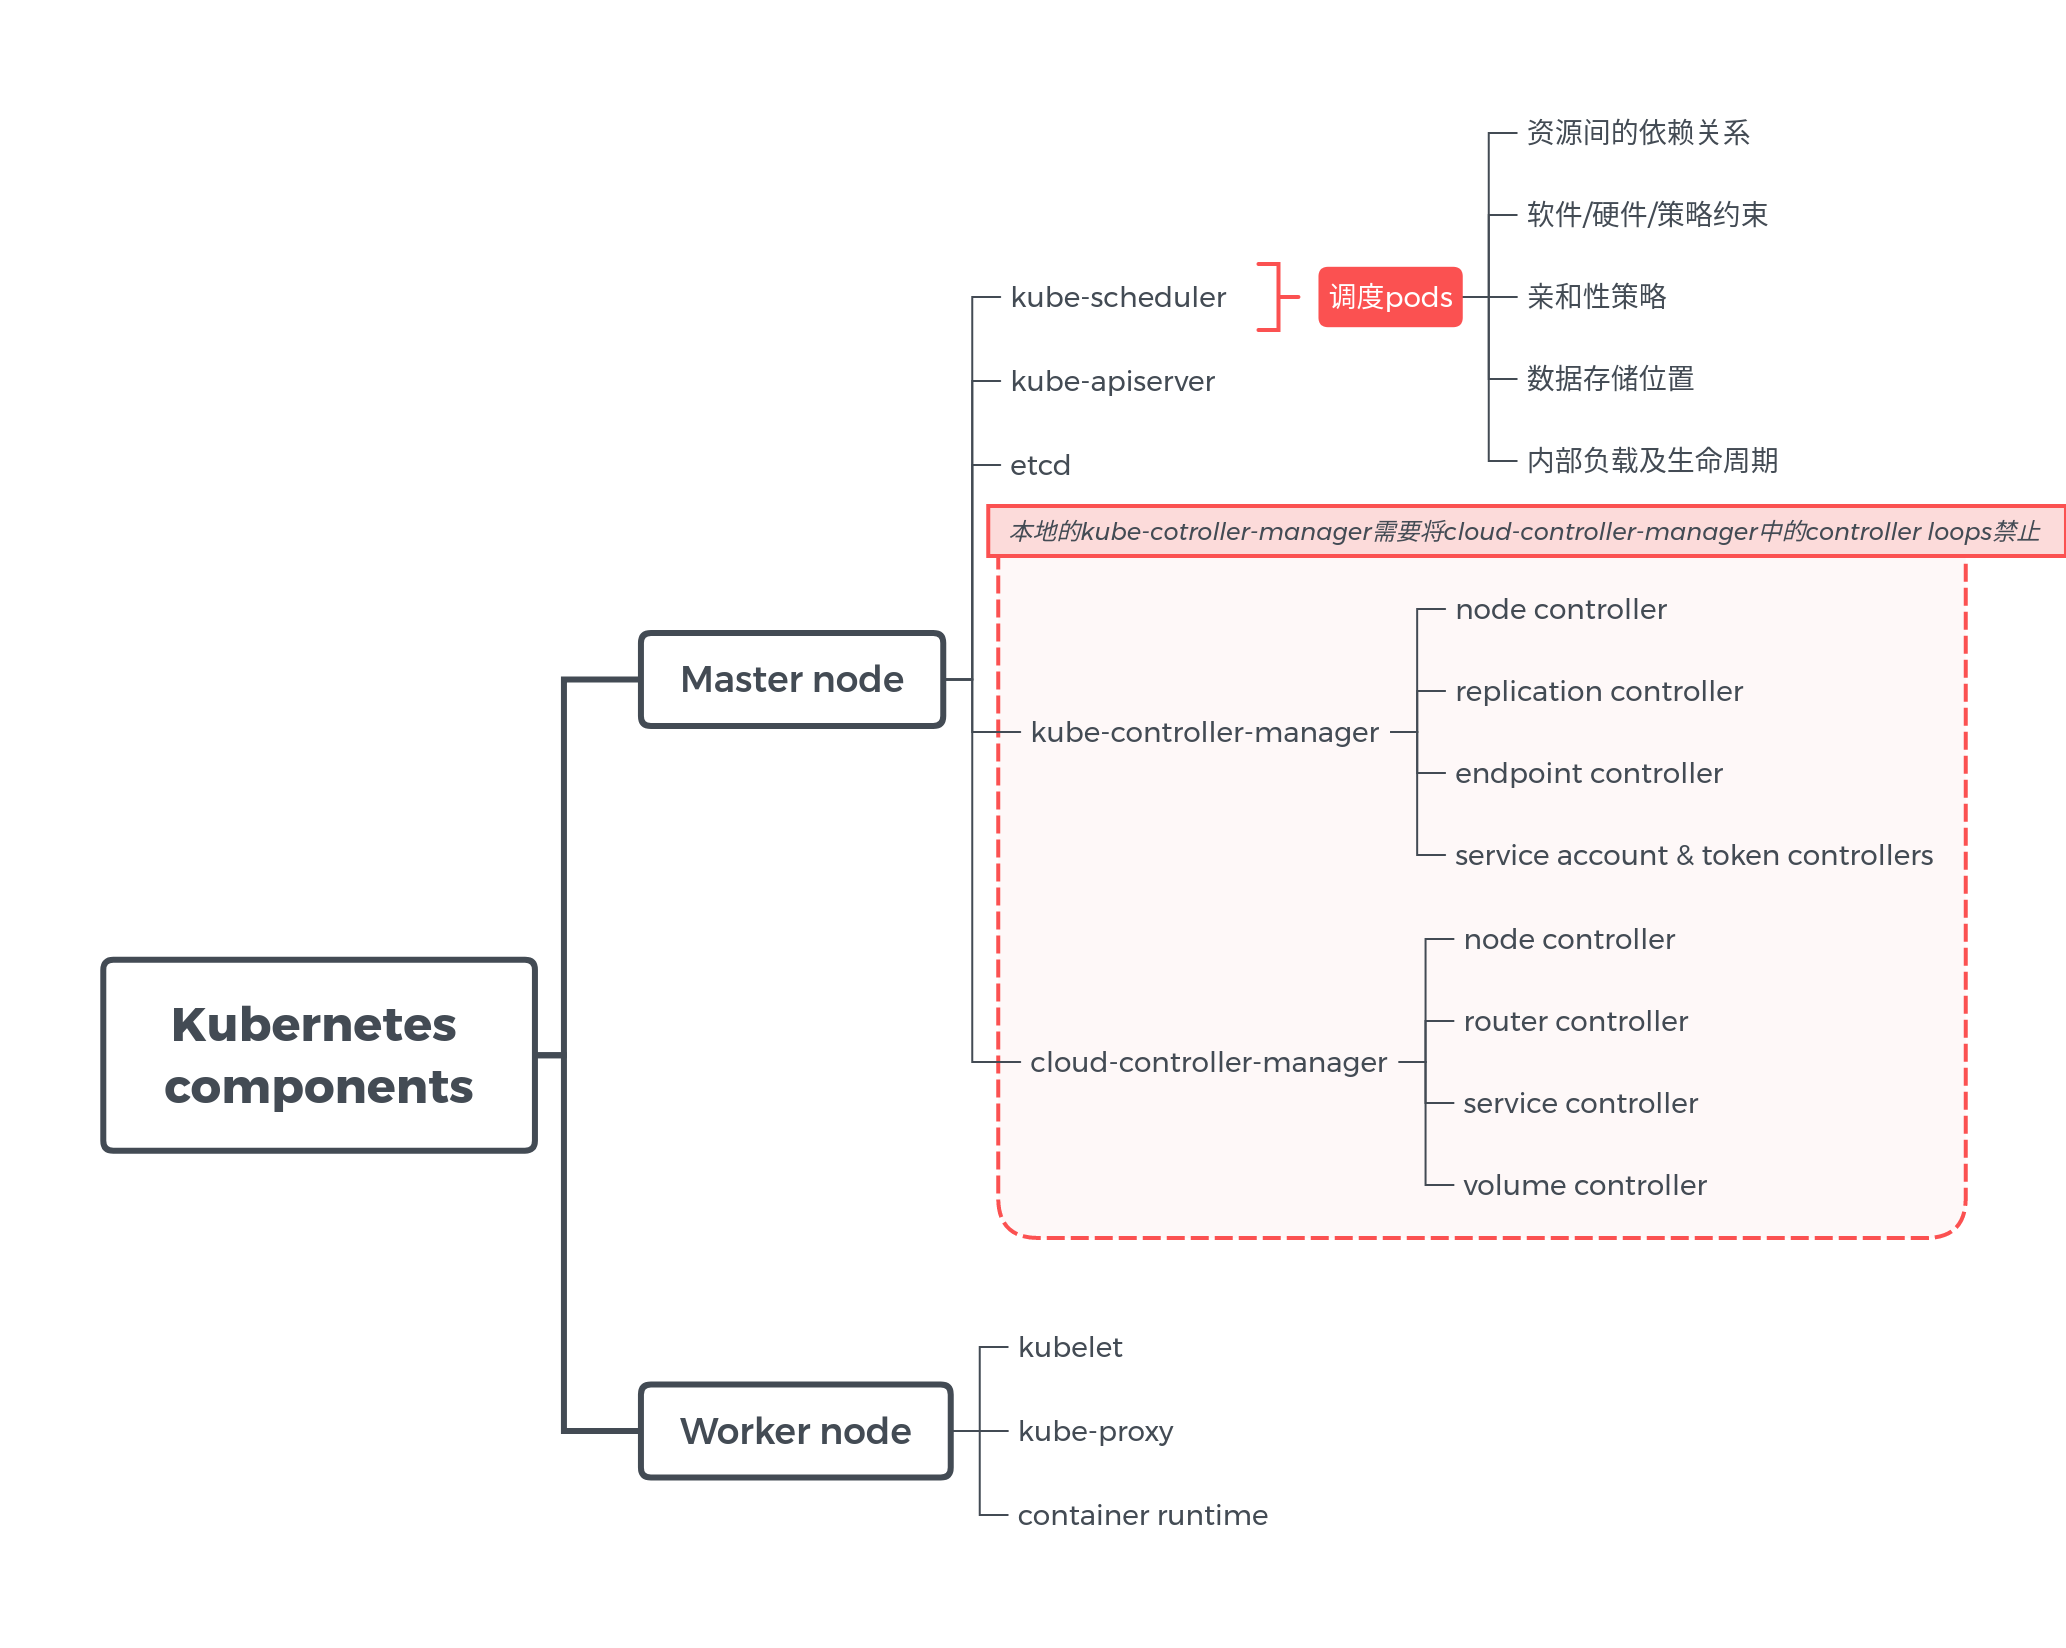 Kubernetes
components
Master node
kube-scheduler
调度pods
资源间的依赖关系
软件/硬件/策略约束
亲和性策略
数据存储位置
内部负载及生命周期
kube-apiserver
etcd
本地的kube-cotroller-manager需要将cloud-controller-manager中的controller loops禁止
kube-controller-manager
node controller
replication controller
endpoint controller
service account & token controllers
cloud-controller-manager
node controller
router controller
service controller
volume controller
Worker node
kubelet
kube-proxy
container runtime